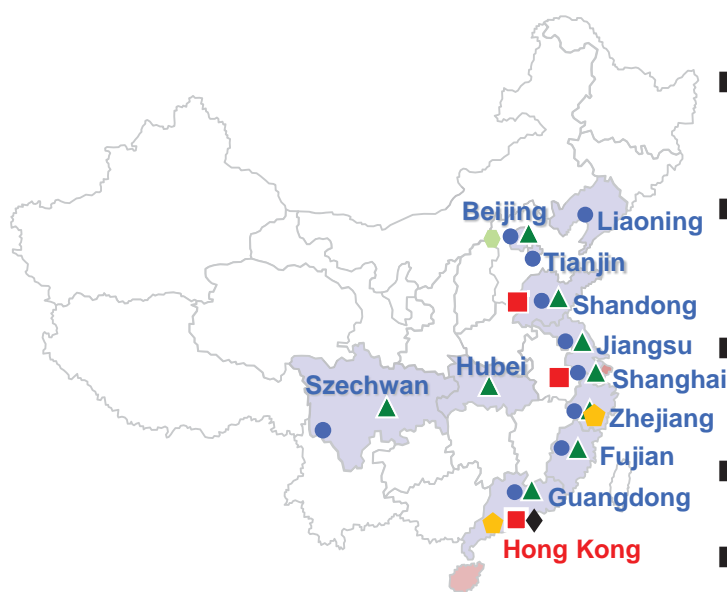 Beijing
Liaoning
Tianjin
Shandong
Jiangsu
Hubei
Szechwan
Shanghai
Zhejiang
Fujian
Guangdong
Hong Kong